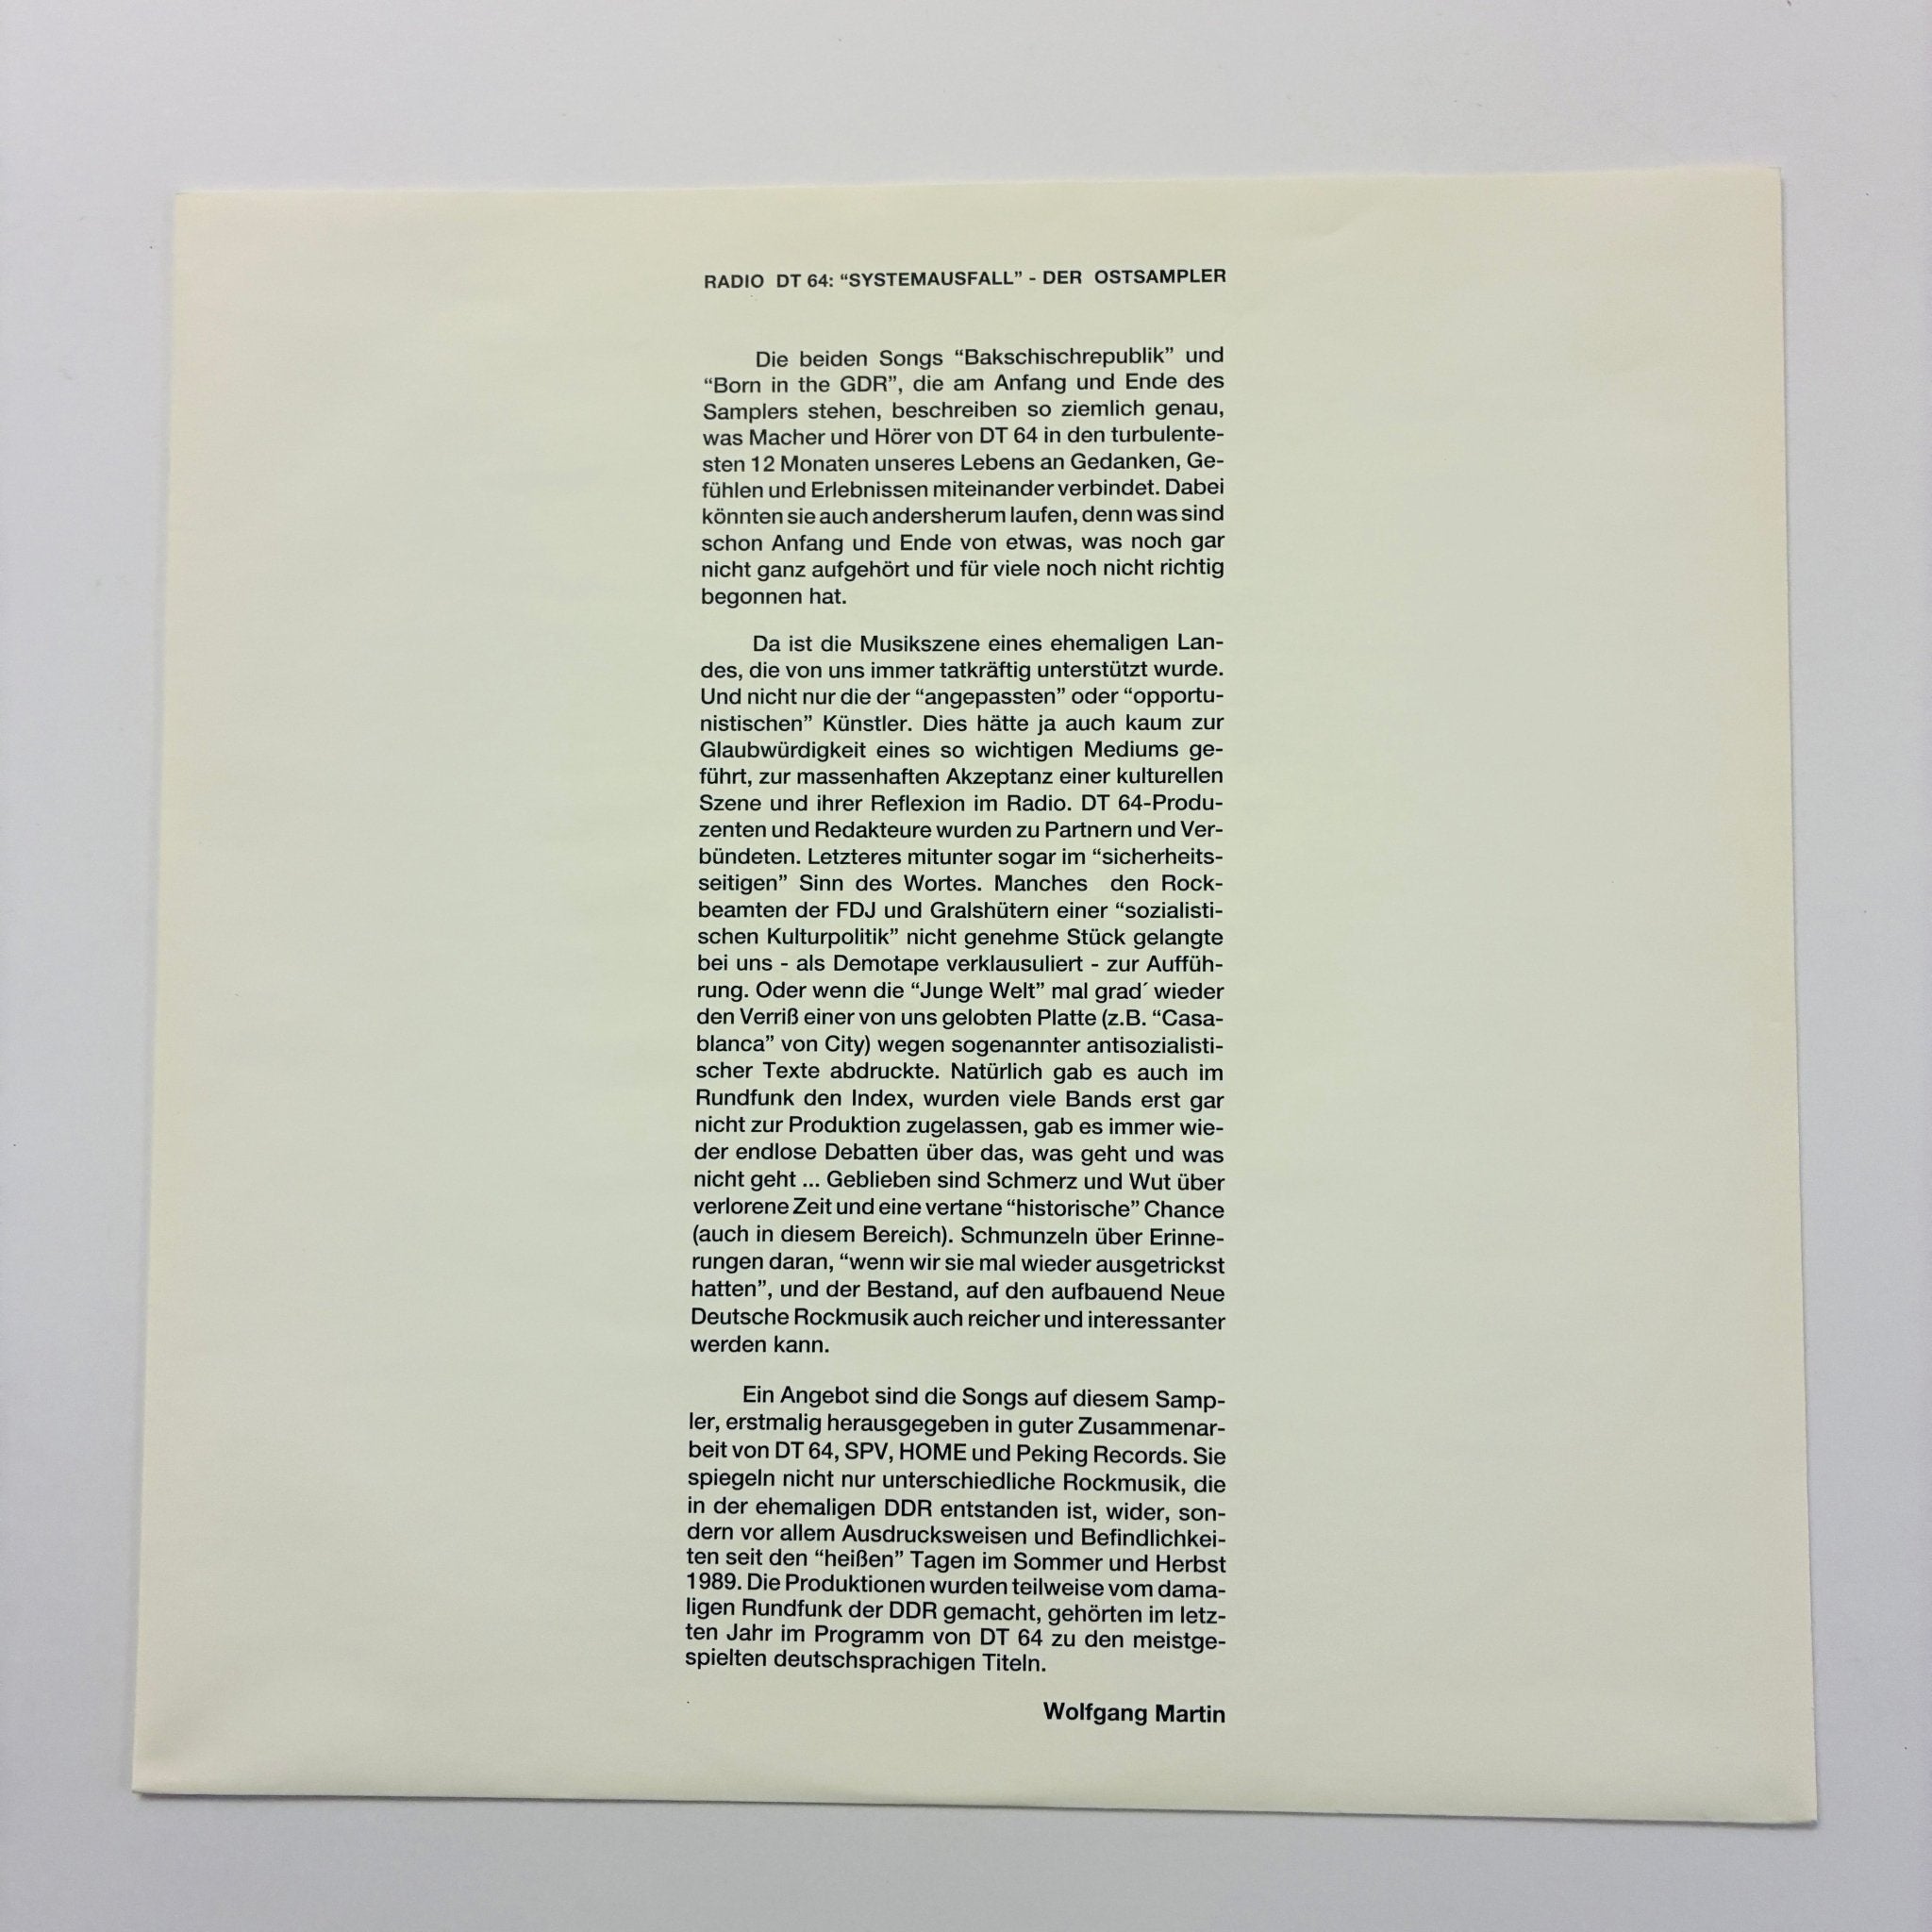 RADIO DT 64: “SYSTEMAUSFALL” - DER OSTSAMPLER
Die beiden Songs “Bakschischrepublik” und
“Born in the GDR”, die am Anfang und Ende des
Samplers stehen, beschreiben so ziemlich genau,
was Macher und Hörer von DT 64 in den turbulente-
sten 12 Monaten unseres Lebens an Gedanken, Ge-
fühlen und Erlebnissen miteinander verbindet. Dabei
könnten sie auch andersherum laufen, denn was sind
schon Anfang und Ende von etwas, was noch gar
nicht ganz aufgehört und für viele noch nicht richtig
begonnen hat.
Da ist die Musikszene eines ehemaligen Lan-
des, die von uns immer tatkräftig unterstützt wurde.
Und nicht nur die der “angepassten” oder “opportu-
nistischen” Künstler. Dies hätte ja auch kaum zur
Glaubwürdigkeit eines so wichtigen Mediums ge-
führt, zur massenhaften Akzeptanz einer kulturellen
Szene und ihrer Reflexion im Radio. DT 64-Produ-
zenten und Redakteure wurden zu Partnern und Ver-
bündeten. Letzteres mitunter sogar im “sicherheits-
seitigen” Sinn des Wortes. Manches den Rock-
beamten der FDJ und Gralshütern einer “sozialisti-
schen Kulturpolitik” nicht genehme Stück gelangte
bei uns - als Demotape verklausuliert - zur Auffüh-
rung. Oder wenn die “Junge Welt” mal grad´ wieder
den Verriß einer von uns gelobten Platte (z.B. “Casa-
blanca” von City) wegen sogenannter antisozialisti-
scher Texte abdruckte. Natürlich gab es auch im
Rundfunk den Index, wurden viele Bands erst gar
nicht zur Produktion zugelassen, gab es immer wie-
der endlose Debatten über das, was geht und was
nicht geht ... Geblieben sind Schmerz und Wut über
verlorene Zeit und eine vertane “historische” Chance
(auch in diesem Bereich). Schmunzeln über Erinne-
rungen daran, “wenn wir sie mal wieder ausgetrickst
hatten”, und der Bestand, auf den aufbauend Neue
Deutsche Rockmusik auch reicher und interessanter
werden kann.
Ein Angebot sind die Songs auf diesem Samp-
ler, erstmalig herausgegeben in guter Zusammenar-
beit von DT 64, SPV, HOME und Peking Records. Sie
spiegeln nicht nur unterschiedliche Rockmusik, die
in der ehemaligen DDR entstanden ist, wider, son-
dern vor allem Ausdrucksweisen und Befindlichkei-
ten seit den “heißen” Tagen im Sommer und Herbst
1989. Die Produktionen wurden teilweise vom dama-
ligen Rundfunk der DDR gemacht, gehörten im letz-
ten Jahr im Programm von DT 64 zu den meistge-
spielten deutschsprachigen Titeln.
Wolfgang Martin